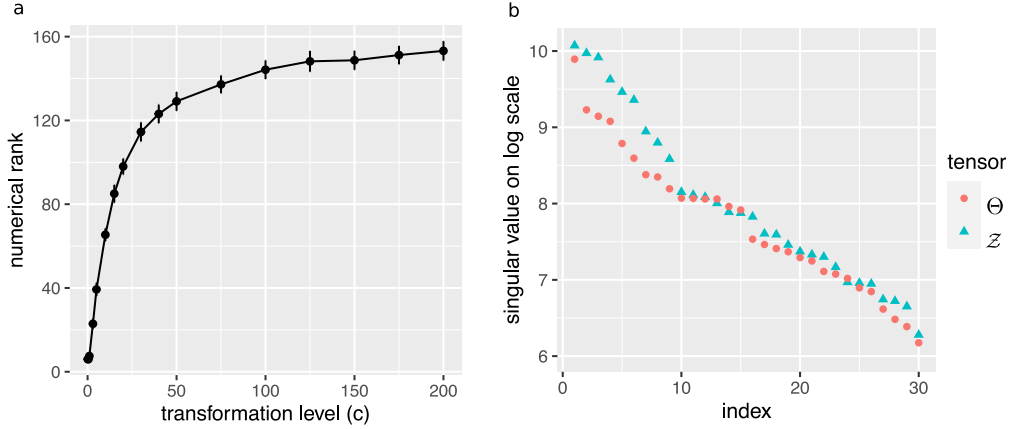 a
numerical rank
160
120
80
40
0
0
50
100
150
200
transformation level (c)
b
singular value on log scale
10
9
8
7
6
0
10
20
30
index
tensor
Θ
𝒵